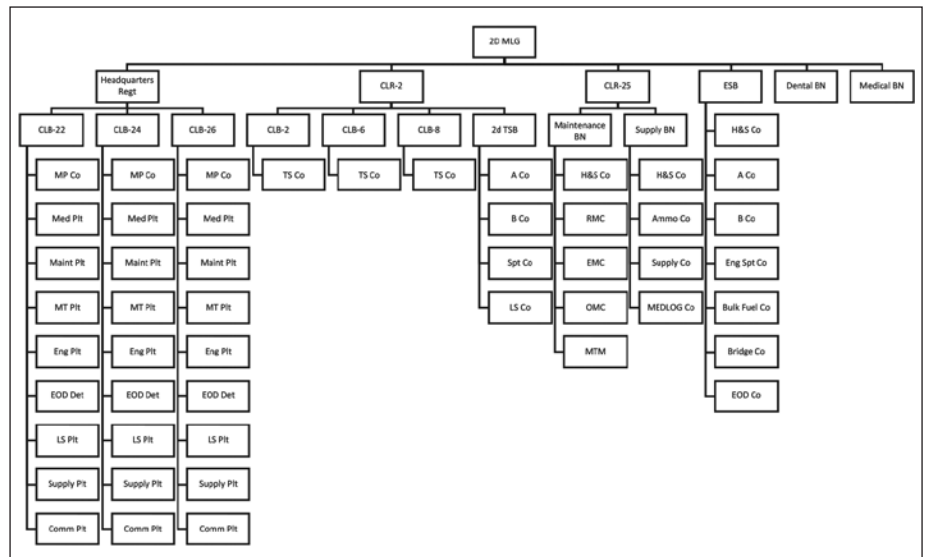 2D MLG
Headquarters
Regt
CLR-2
CLR-25
ESB
Dental BN
Medical BN
CLB-22
CLB-24
CLB-26
CLB-2
CLB-6
CLB-8
2d TSB
Maintenance
BN
Supply BN
H&S Co
MP Co
MP Co
MP Co
TS Co
TS Co
TS Co
A Co
H&S Co
H&S Co
A Co
Med Plt
Med Plt
Med Plt
B Co
RMC
Ammo Co
B Co
Maint Plt
Maint Plt
Maint Plt
Spt Co
EMC
Supply Co
Eng Spt Co
MT Plt
MT Plt
MT Plt
LS Co
OMC
MEDLOG Co
Bulk Fuel Co
Eng Plt
Eng Plt
Eng Plt
MTM
Bridge Co
EOD Det
EOD Det
EOD Det
EOD Co
LS Plt
LS Plt
LS Plt
Supply Plt
Supply Plt
Supply Plt
Comm Plt
Comm Plt
Comm Plt